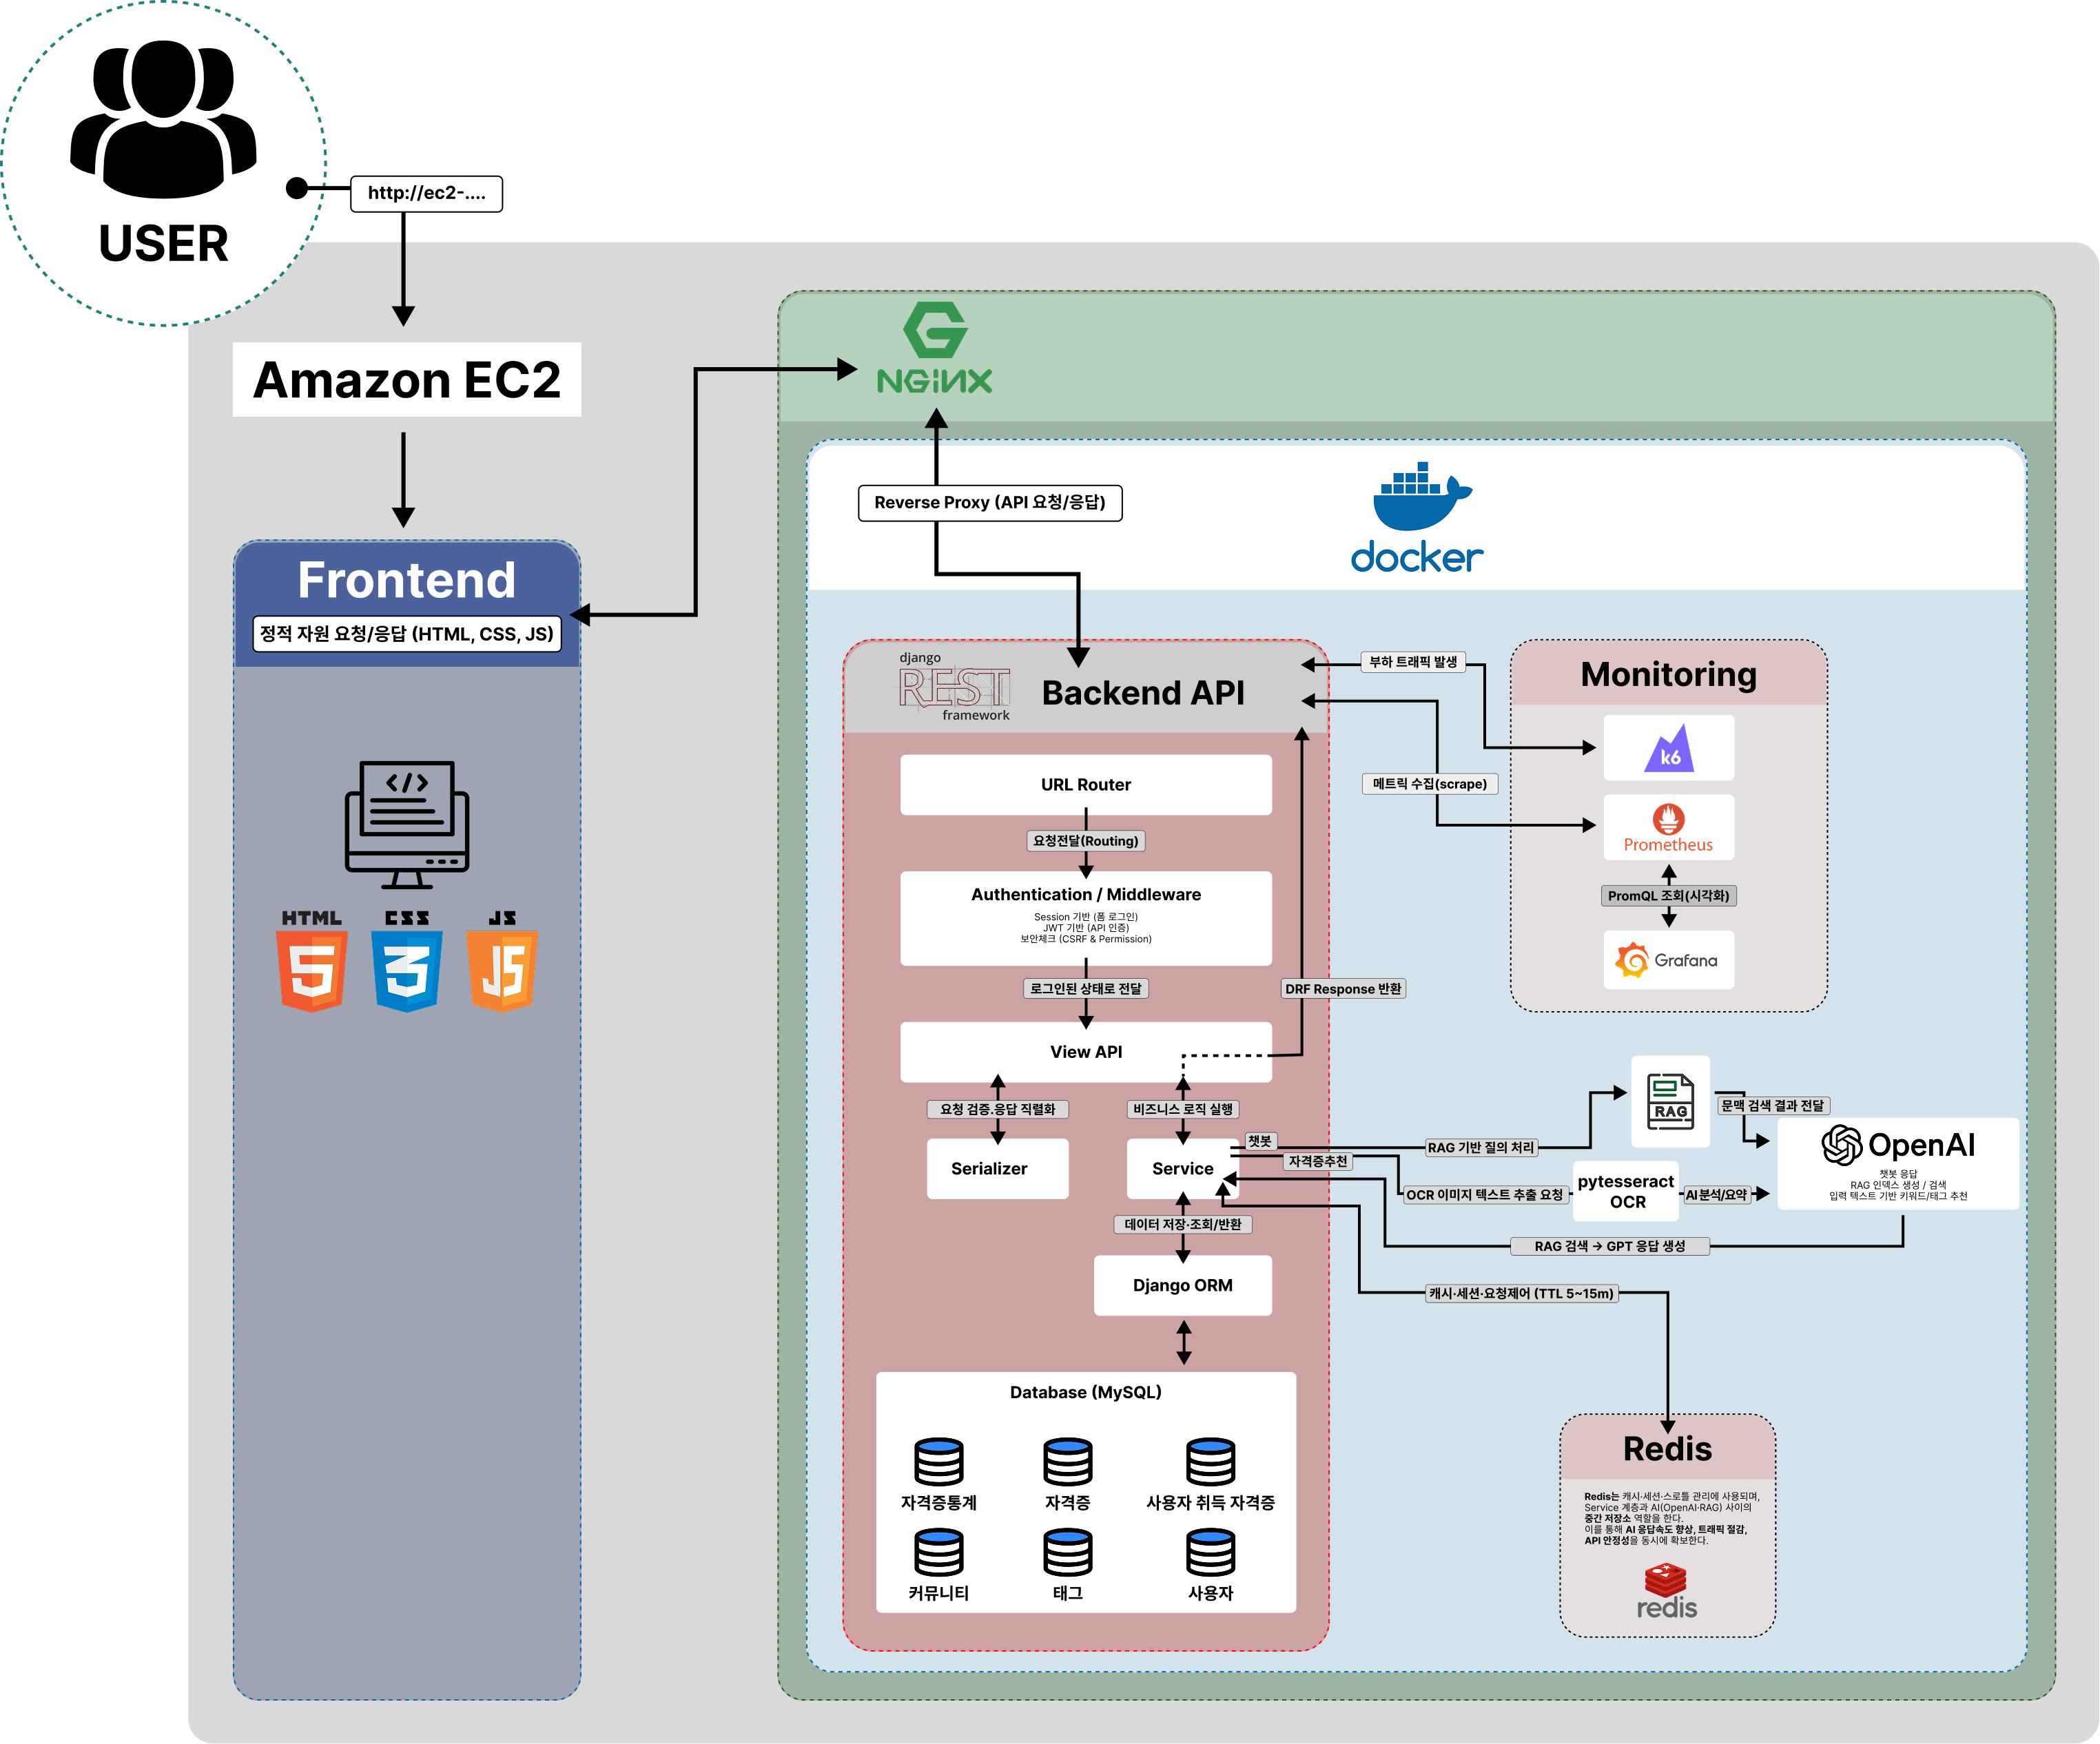 USER
http://ec2-....
Amazon EC2
Frontend
정적 자원 요청/응답 (HTML, CSS, JS)
</>
HTML
CSS
JS
5
3
JS
NGiNX
Reverse Proxy (API 요청/응답)
docker
django
REST
framework
Backend API
URL Router
요청전달(Routing)
Authentication / Middleware
Session 기반 (폼 로그인)
JWT 기반 (API 인증)
보안체크 (CSRF & Permission)
로그인된 상태로 전달
View API
DRF Response 반환
요청 검증.응답 직렬화
비즈니스 로직 실행
Serializer
Service
데이터 저장·조회/반환
Django ORM
Database (MySQL)
자격증통계
자격증
사용자 취득 자격증
커뮤니티
태그
사용자
부하 트래픽 발생
메트릭 수집(scrape)
Monitoring
k6
Prometheus
PromQL 조회(시각화)
Grafana
챗봇
RAG 기반 질의 처리
RAG
문맥 검색 결과 전달
자격증추천
OCR 이미지 텍스트 추출 요청
pytesseract
OCR
AI 분석/요약
OpenAI
챗봇 응답
RAG 인덱스 생성 / 검색
입력 텍스트 기반 키워드/태그 추천
RAG 검색 → GPT 응답 생성
캐시·세션·요청제어 (TTL 5~15m)
Redis
Redis는 캐시·세션·스로틀 관리에 사용되며,
Service 계층과 AI(OpenAI·RAG) 사이의
중간 저장소 역할을 한다.
이를 통해 AI 응답속도 향상, 트래픽 절감,
API 안정성을 동시에 확보한다.
redis